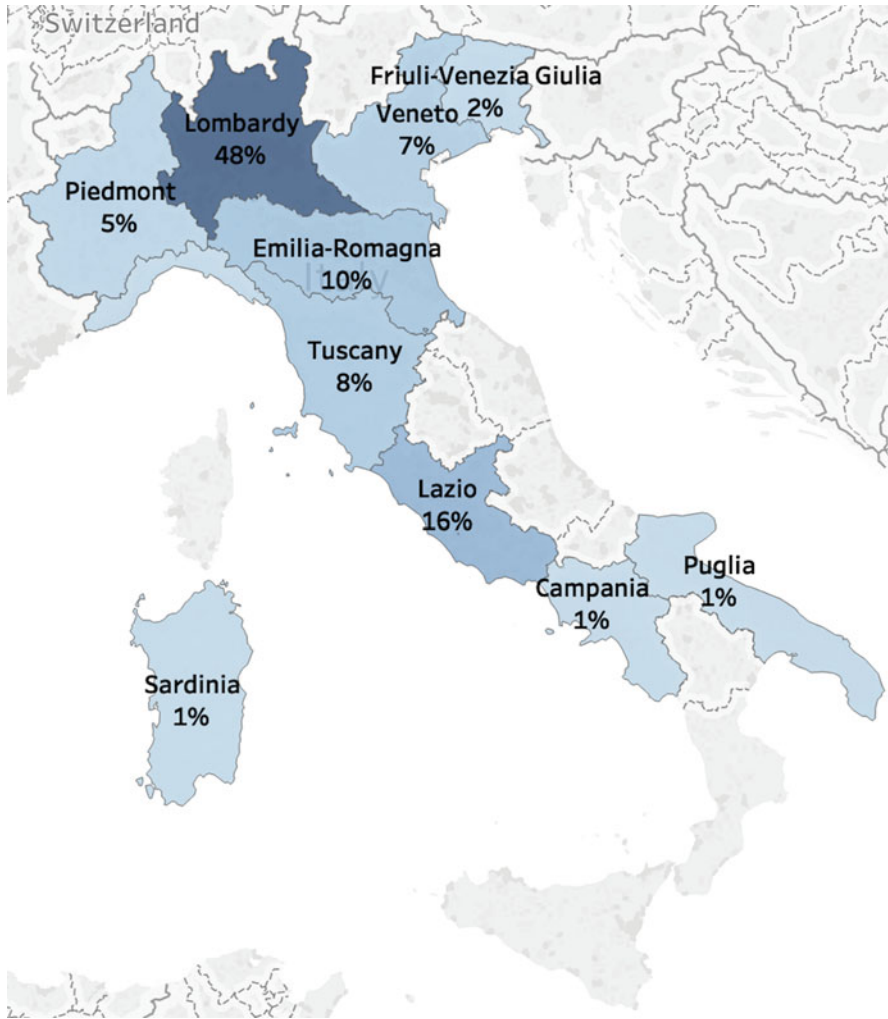 Switzerland
Friuli-Venezia Giulia
2%
Veneto
7%
Lombardy
48%
Piedmont
5%
Emilia-Romagna
Italy
10%
Tuscany
8%
Lazio
16%
Campania
1%
Puglia
1%
Sardinia
1%